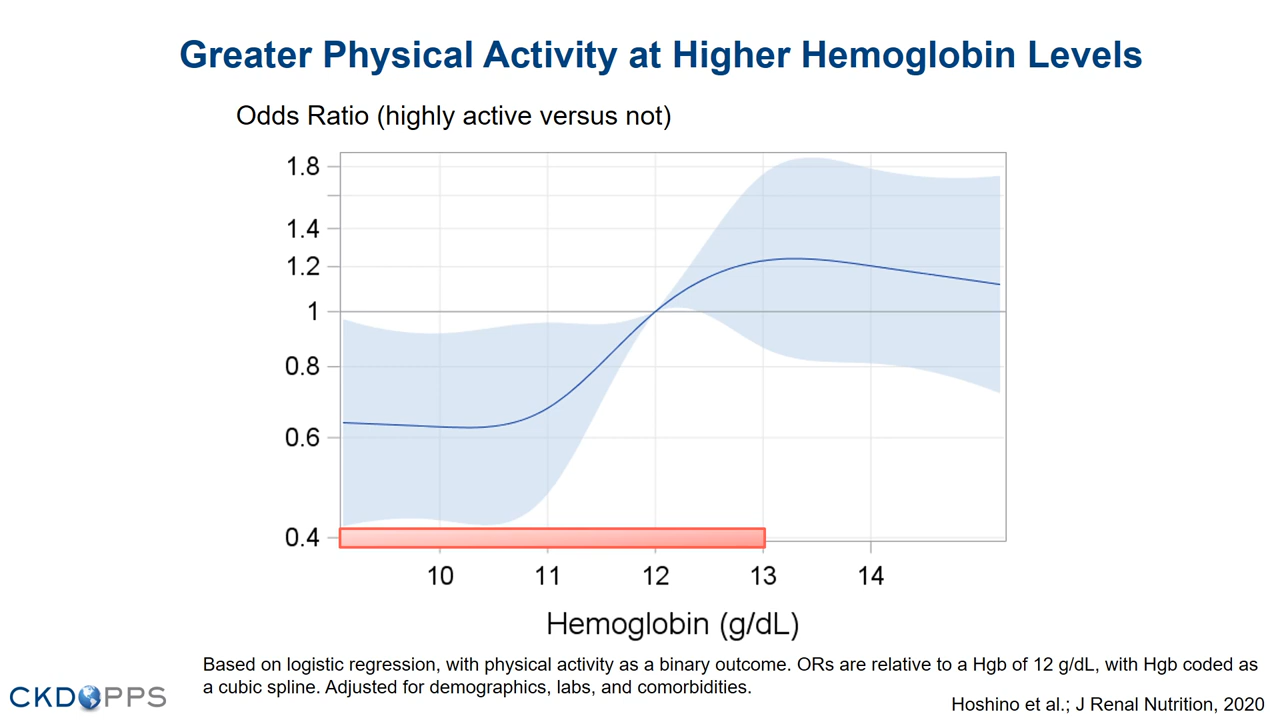 Greater Physical Activity at Higher Hemoglobin Levels
Odds Ratio (highly active versus not)
1.8
1.4
1.2
1
0.8
0.6
0.4
10 11 12 13 14
Hemoglobin (g/dL)
Based on logistic regression, with physical activity as a binary outcome. ORs are relative to a Hgb of 12 g/dL, with Hgb coded as
a cubic spline. Adjusted for demographics, labs, and comorbidities.
CKDOPPS
Hoshino et al.; J Renal Nutrition, 2020